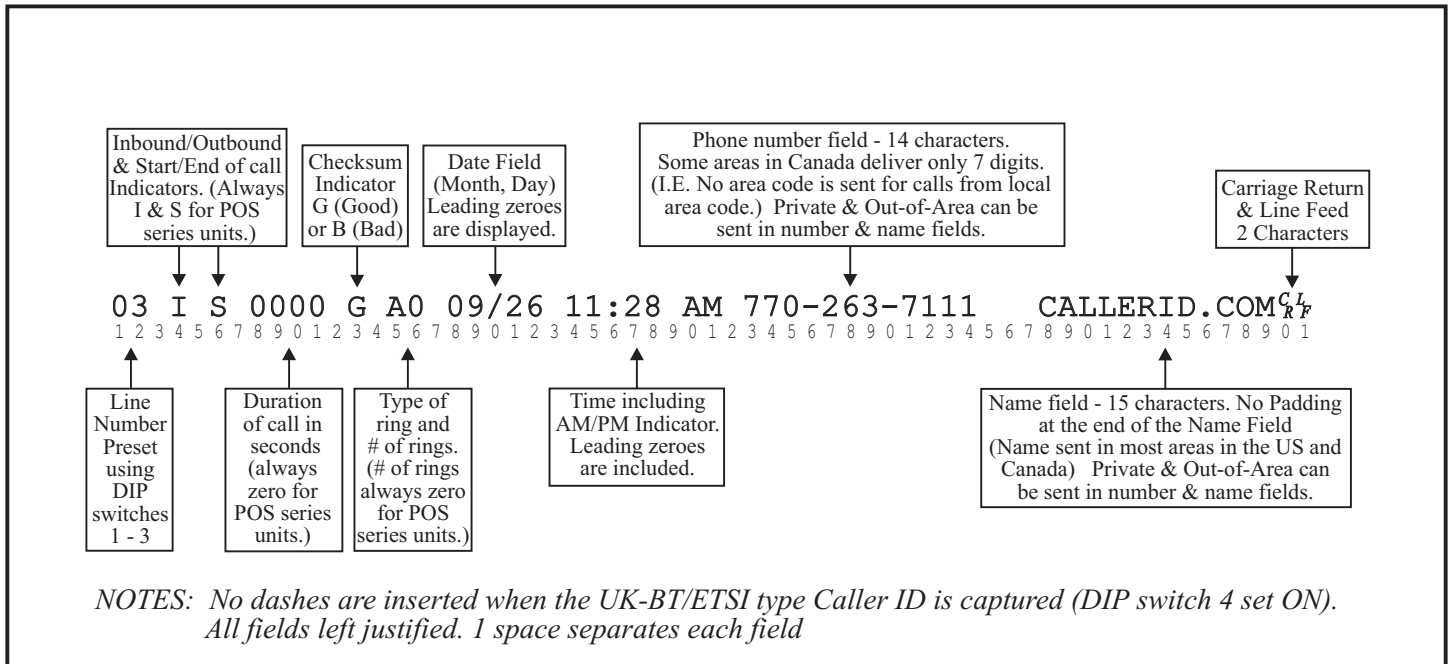 Inbound/Outbound
& Start/End of call
Indicators. (Always
I & S for POS
series units.)
Checksum
Indicator
G (Good)
or B (Bad)
Date Field
(Month, Day)
Leading zeroes
are displayed.
Phone number field - 14 characters.
Some areas in Canada deliver only 7 digits.
(I.E. No area code is sent for calls from local
area code.) Private & Out-of-Area can be
sent in number & name fields.
Carriage Return
& Line Feed
2 Characters
03 I S 0000 G A0 09/26 11:28 AM 770-263-7111 CALLERID.COM CR LF
1 2 3 4 5 6 7 8 9 0 1 2 3 4 5 6 7 8 9 0 1 2 3 4 5 6 7 8 9 0 1 2 3 4 5 6 7 8 9 0 1 2 3 4 5 6 7 8 9 0 1 2 3 4 5 6 7 8 9 0 1
Line
Number
Preset
using
DIP
switches
1 - 3
Duration
of call in
seconds
(always
zero for
POS series
units.)
Type of
ring and
# of rings.
(# of rings
always zero
for POS
series units.)
Time including
AM/PM Indicator.
Leading zeroes
are included.
Name field - 15 characters. No Padding
at the end of the Name Field
(Name sent in most areas in the US and
Canada) Private & Out-of-Area can
be sent in number & name fields.
NOTES: No dashes are inserted when the UK-BT/ETSI type Caller ID is captured (DIP switch 4 set ON).
All fields left justified. 1 space separates each field